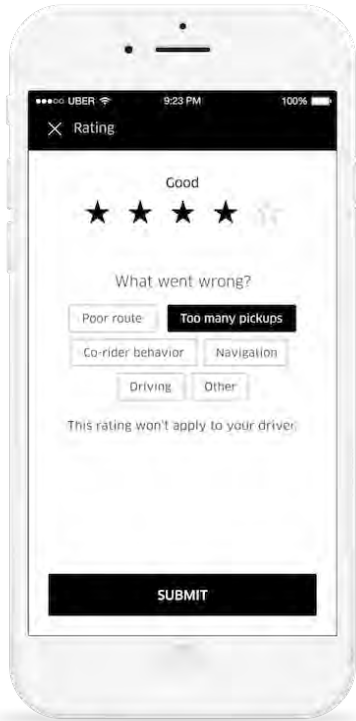 UBER 9:23 PM 100%
Rating
Good
What went wrong?
Poor route Too many pickups
Co-rider behavior Navigation
Driving Other
This rating won't apply to your driver.
SUBMIT